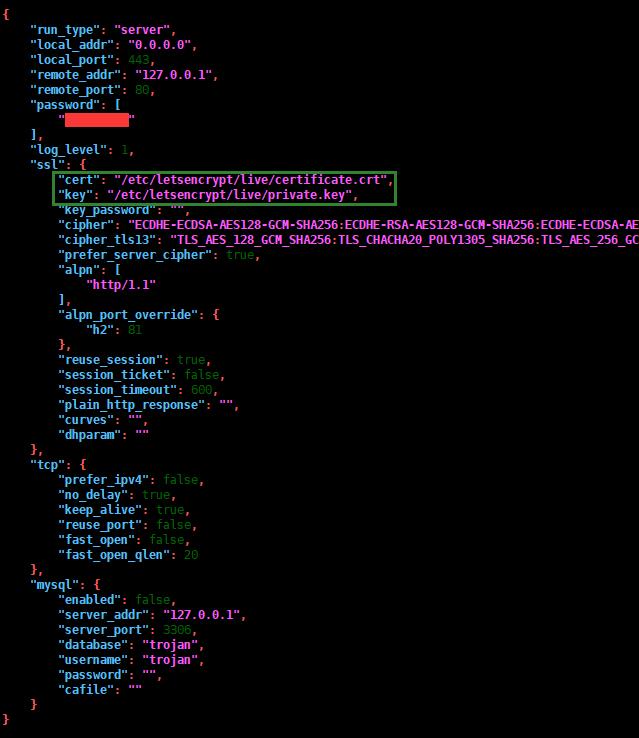 {
    "run_type": "server",
    "local_addr": "0.0.0.0",
    "local_port": 443,
    "remote_addr": "127.0.0.1",
    "remote_port": 80,
    "password": [
        "        "
    ],
    "log_level": 1,
    "ssl": {
        "cert": "/etc/letsencrypt/live/certificate.crt",
        "key": "/etc/letsencrypt/live/private.key",
        "key_password": "",
        "cipher": "ECDHE-ECDSA-AES128-GCM-SHA256:ECDHE-RSA-AES128-GCM-SHA256:ECDHE-ECDSA-AE
        "cipher_tls13": "TLS_AES_128_GCM_SHA256:TLS_CHACHA20_POLY1305_SHA256:TLS_AES_256_GC
        "prefer_server_cipher": true,
        "alpn": [
            "http/1.1"
        ],
        "alpn_port_override": {
            "h2": 81
        },
        "reuse_session": true,
        "session_ticket": false,
        "session_timeout": 600,
        "plain_http_response": "",
        "curves": "",
        "dhparam": ""
    },
    "tcp": {
        "prefer_ipv4": false,
        "no_delay": true,
        "keep_alive": true,
        "reuse_port": false,
        "fast_open": false,
        "fast_open_qlen": 20
    },
    "mysql": {
        "enabled": false,
        "server_addr": "127.0.0.1",
        "server_port": 3306,
        "database": "trojan",
        "username": "trojan",
        "password": "",
        "cafile": ""
    }
}